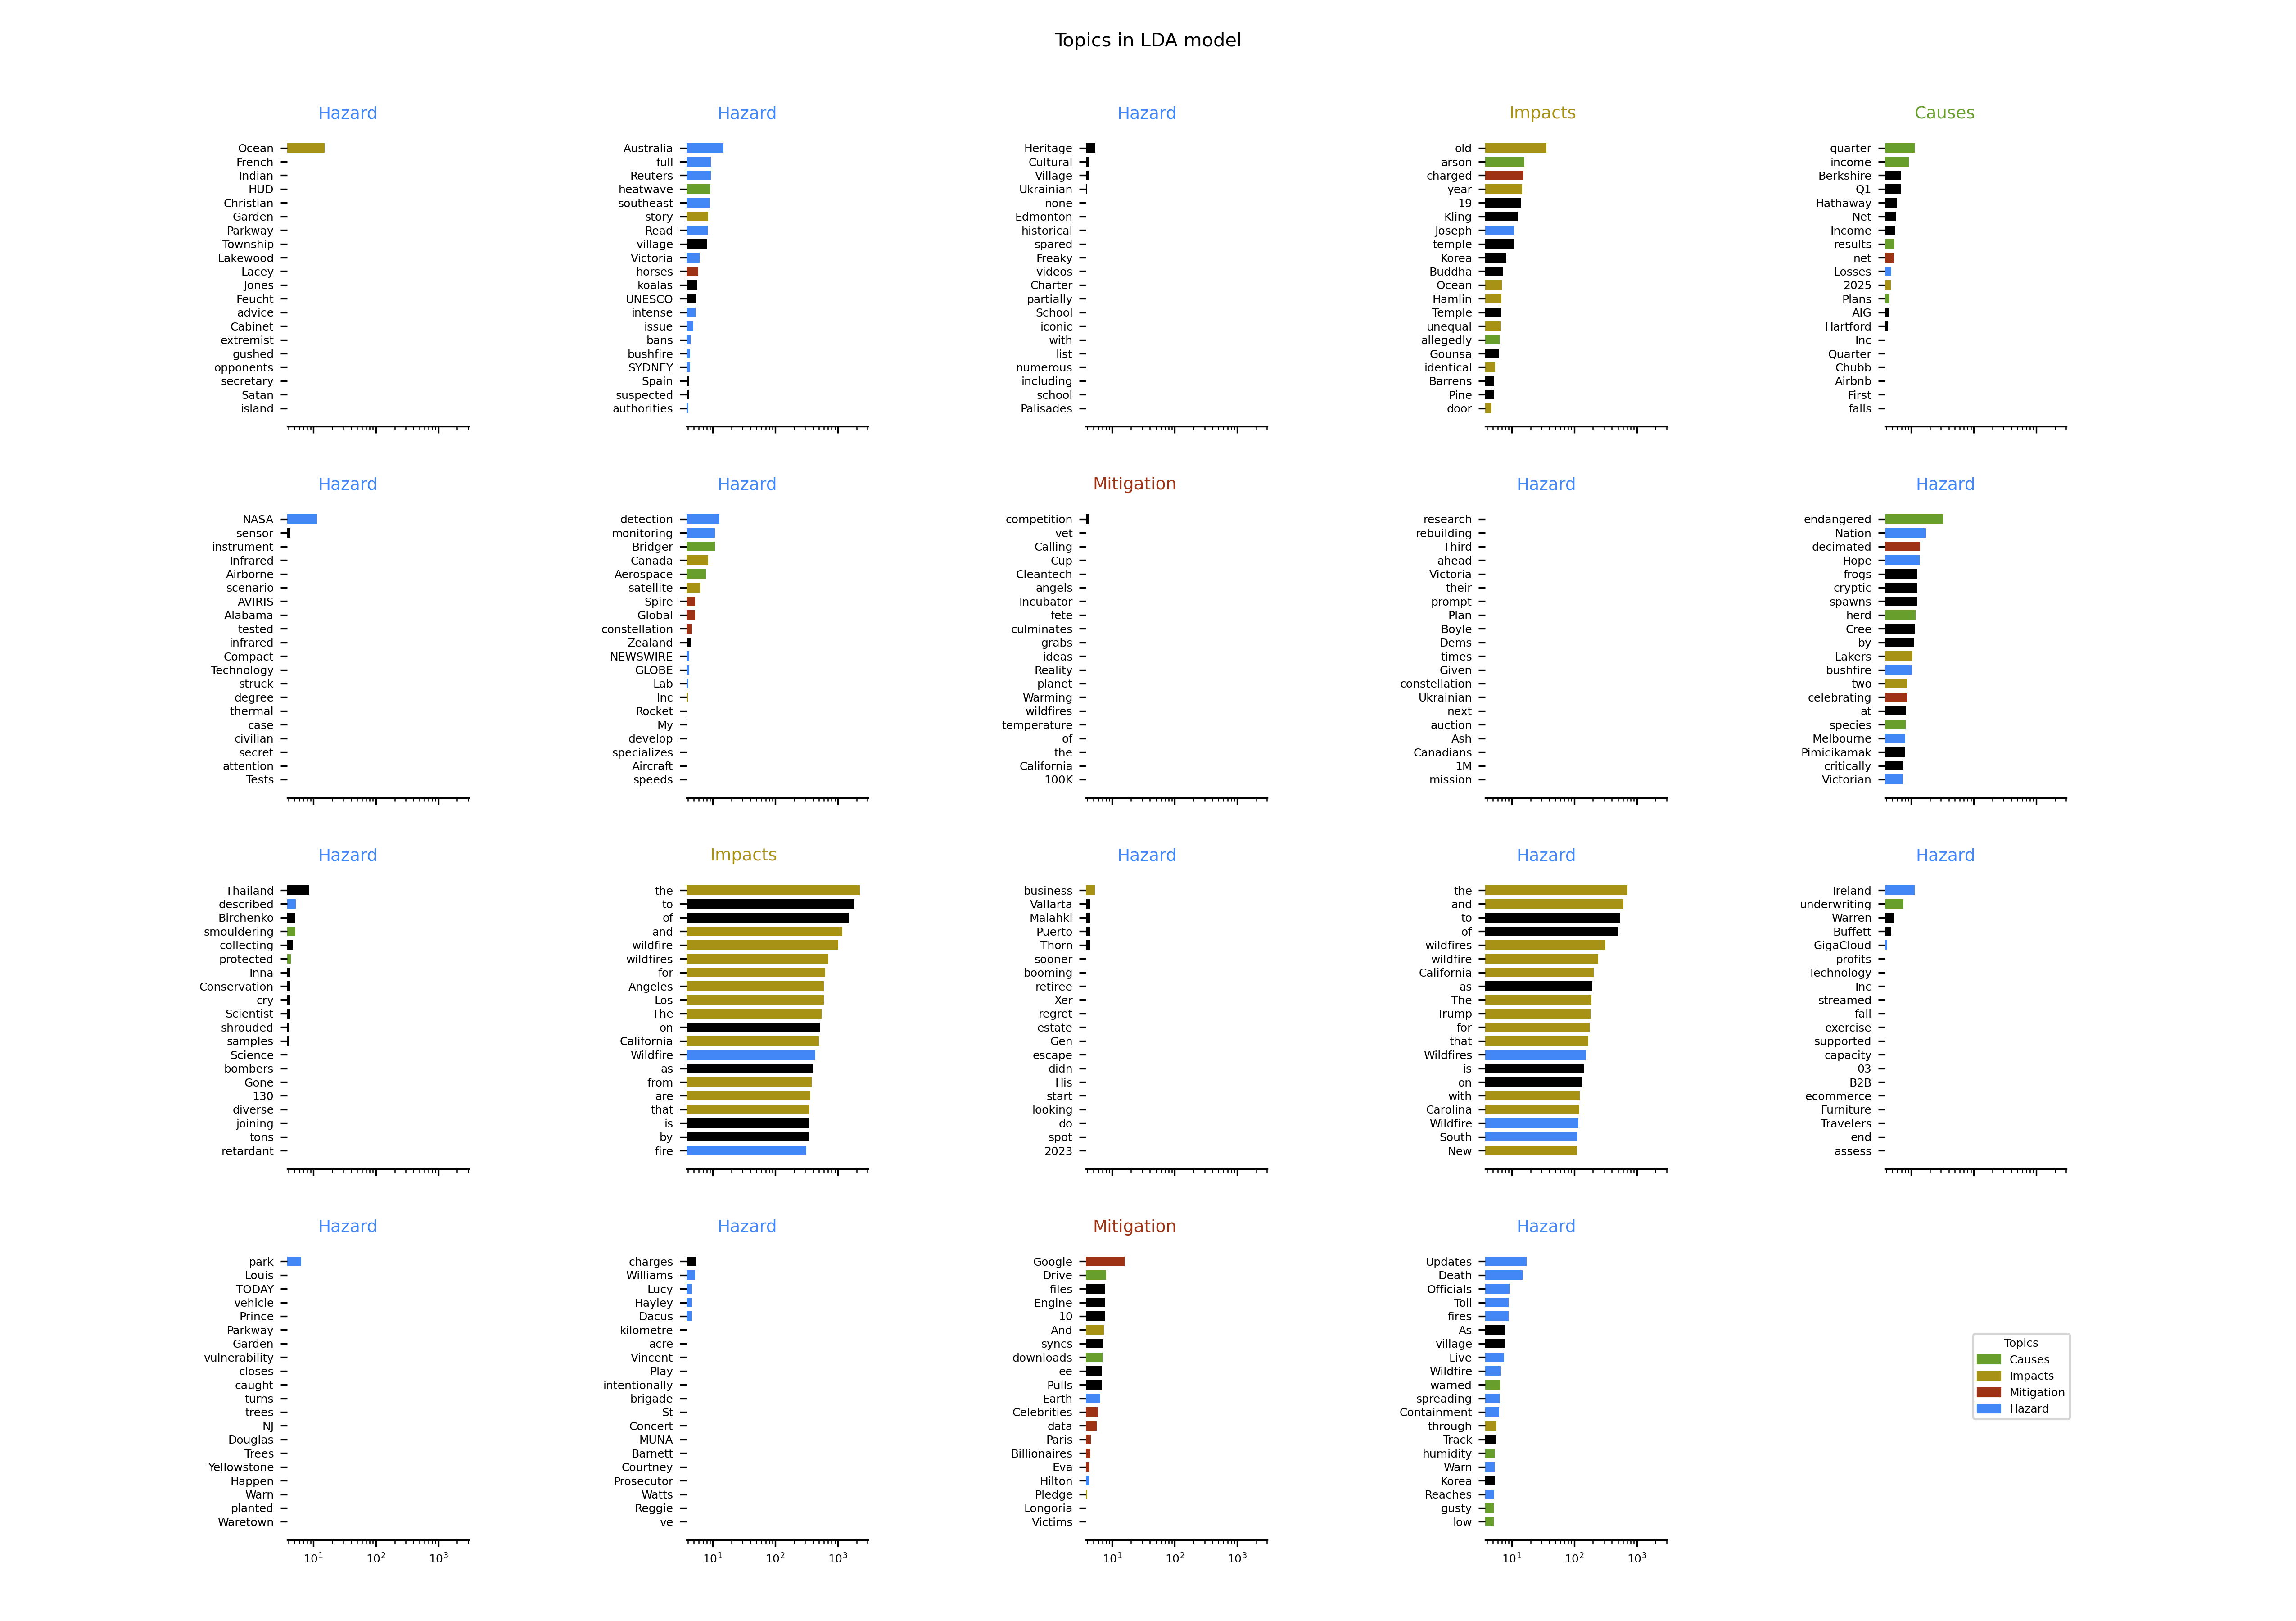 Topics in LDA model
Hazard
Ocean
French
Indian
HUD
Christian
Garden
Parkway
Township
Lakewood
Lacey
Jones
Feucht
advice
Cabinet
extremist
gushed
opponents
secretary
Satan
island
Hazard
Australia
full
Reuters
heatwave
southeast
story
Read
village
Victoria
horses
koalas
UNESCO
intense
issue
bans
bushfire
SYDNEY
Spain
suspected
authorities
Hazard
Heritage
Cultural
Village
Ukrainian
none
Edmonton
historical
spared
Freaky
videos
Charter
partially
School
iconic
with
list
numerous
including
school
Palisades
Impacts
old
arson
charged
year
19
Kling
Joseph
temple
Korea
Buddha
Ocean
Hamlin
Temple
unequal
allegedly
Gounsa
identical
Barrens
Pine
door
Causes
quarter
income
Berkshire
Q1
Hathaway
Net
Income
results
net
Losses
2025
Plans
AIG
Hartford
Inc
Quarter
Chubb
Airbnb
First
falls
Hazard
NASA
sensor
instrument
Infrared
Airborne
scenario
AVIRIS
Alabama
tested
infrared
Compact
Technology
struck
degree
thermal
case
civilian
secret
attention
Tests
Hazard
detection
monitoring
Bridger
Canada
Aerospace
satellite
Spire
Global
constellation
Zealand
NEWSWIRE
GLOBE
Lab
Inc
Rocket
My
develop
specializes
Aircraft
speeds
Mitigation
competition
vet
Calling
Cup
Cleantech
angels
Incubator
fete
culminates
grabs
ideas
Reality
planet
Warming
wildfires
temperature
of
the
California
100K
Hazard
research
rebuilding
Third
ahead
Victoria
their
prompt
Plan
Boyle
Dems
times
Given
constellation
Ukrainian
next
auction
Ash
Canadians
1M
mission
Hazard
endangered
Nation
decimated
Hope
frogs
cryptic
spawns
herd
Cree
by
Lakers
bushfire
two
celebrating
at
species
Melbourne
Pimicikamak
critically
Victorian
Hazard
Thailand
described
Birchenko
smouldering
collecting
protected
Inna
Conservation
cry
Scientist
shrouded
samples
Science
bombers
Gone
130
diverse
joining
tons
retardant
Impacts
the
to
of
and
wildfire
wildfires
for
Angeles
Los
The
on
California
Wildfire
as
from
are
that
is
by
fire
Hazard
business
Vallarta
Malahki
Puerto
Thorn
sooner
booming
retiree
Xer
regret
estate
Gen
escape
didn
His
start
looking
do
spot
2023
Hazard
the
and
to
of
wildfires
wildfire
California
as
The
Trump
for
that
Wildfires
is
on
with
Carolina
Wildfire
South
New
Hazard
Ireland
underwriting
Warren
Buffett
GigaCloud
profits
Technology
Inc
streamed
fall
exercise
supported
capacity
03
B2B
ecommerce
Furniture
Travelers
end
assess
Hazard
park
Louis
TODAY
vehicle
Prince
Parkway
Garden
vulnerability
closes
caught
turns
trees
NJ
Douglas
Trees
Yellowstone
Happen
Warn
planted
Waretown
10¹ 10² 10³
Hazard
charges
Williams
Lucy
Hayley
Dacus
kilometre
acre
Vincent
Play
intentionally
brigade
St
Concert
MUNA
Barnett
Courtney
Prosecutor
Watts
Reggie
ve
10¹ 10² 10³
Mitigation
Google
Drive
files
Engine
10
And
syncs
downloads
ee
Pulls
Earth
Celebrities
data
Paris
Billionaires
Eva
Hilton
Pledge
Longoria
Victims
10¹ 10² 10³
Hazard
Updates
Death
Officials
Toll
fires
As
village
Live
Wildfire
warned
spreading
Containment
through
Track
humidity
Warn
Korea
Reaches
gusty
low
10¹ 10² 10³
Topics
Causes
Impacts
Mitigation
Hazard